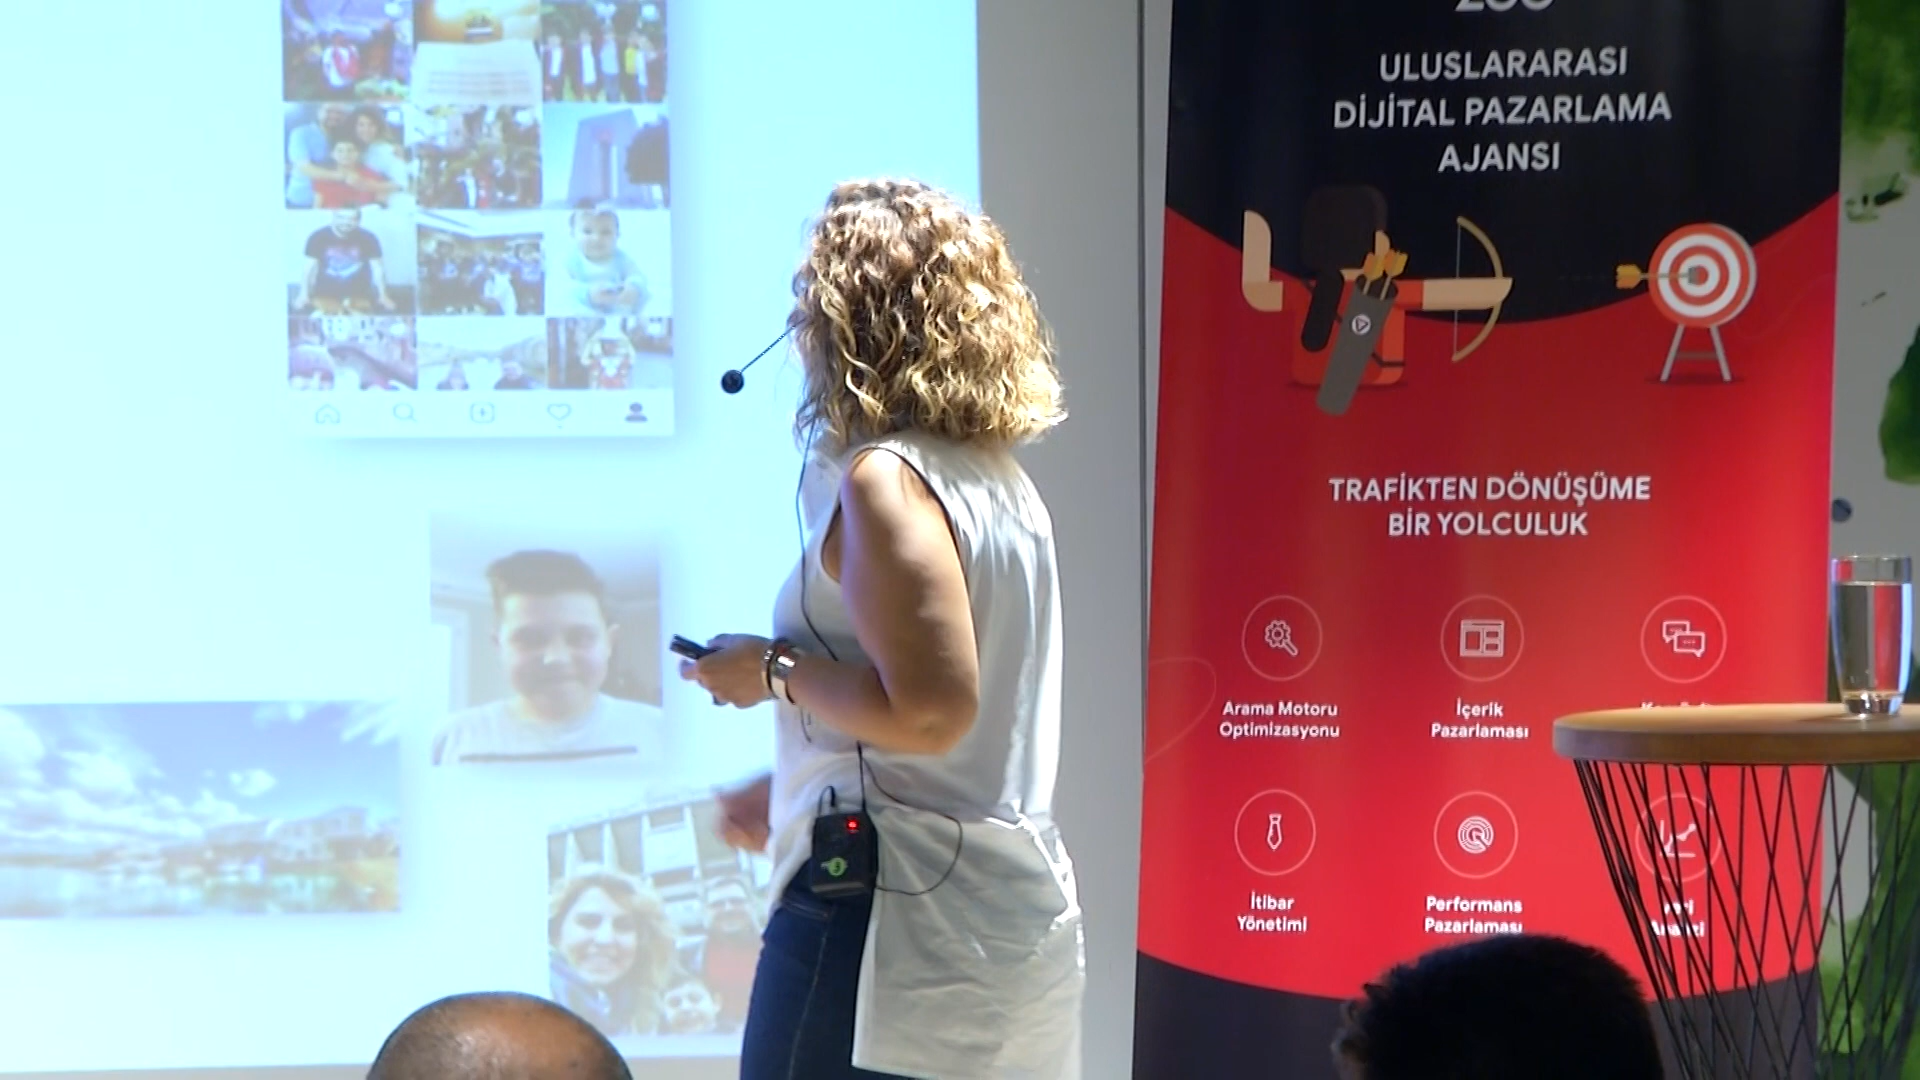 ULUSLARARASI
DİJİTAL PAZARLAMA
AJANSI
TRAFİKTEN DÖNÜŞÜME
BİR YOLCULUK
Arama Motoru
Optimizasyonu
İçerik
Pazarlaması
İtibar
Yönetimi
Performans
Pazarlaması